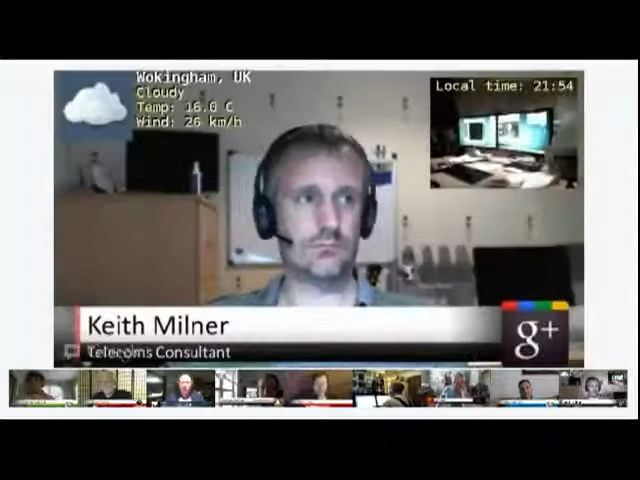 Wokingham, UK
Cloudy
Temp: 16.0 C
Wind: 26 km/h
Local time: 21:54
Keith Milner
Telecoms Consultant
g+